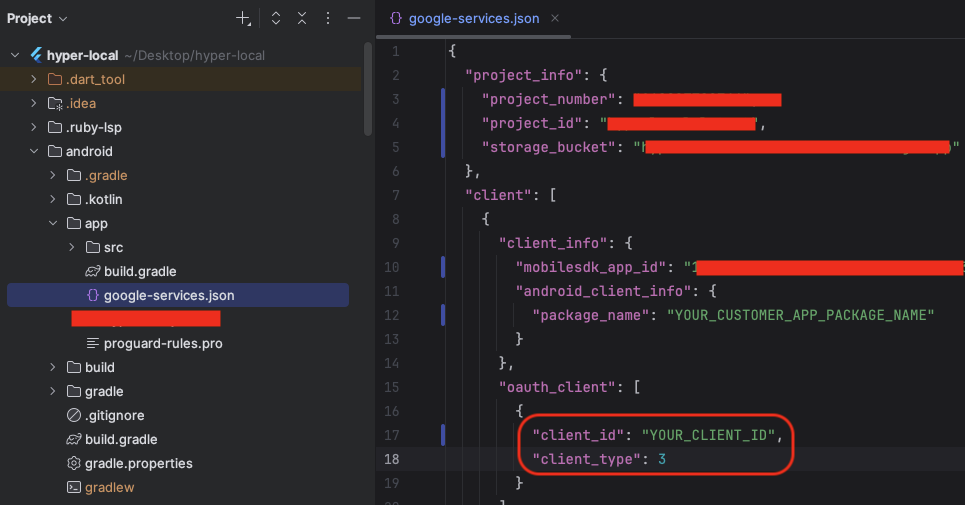 Project
hyper-local ~/Desktop/hyper-local
.dart_tool
.idea
.ruby-lsp
android
.gradle
.kotlin
app
src
build.gradle
google-services.json
proguard-rules.pro
build
gradle
.gitignore
build.gradle
gradle.properties
gradlew
google-services.json
1 {
2 "project_info": {
3 "project_number":
4 "project_id": "",
5 "storage_bucket": "
6 },
7 "client": [
8 {
9 "client_info": {
10 "mobilesdk_app_id": "1
11 "android_client_info": {
12 "package_name": "YOUR_CUSTOMER_APP_PACKAGE_NAME"
13 }
14 },
15 "oauth_client": [
16 {
17 "client_id": "YOUR_CLIENT_ID",
18 "client_type": 3
19 }